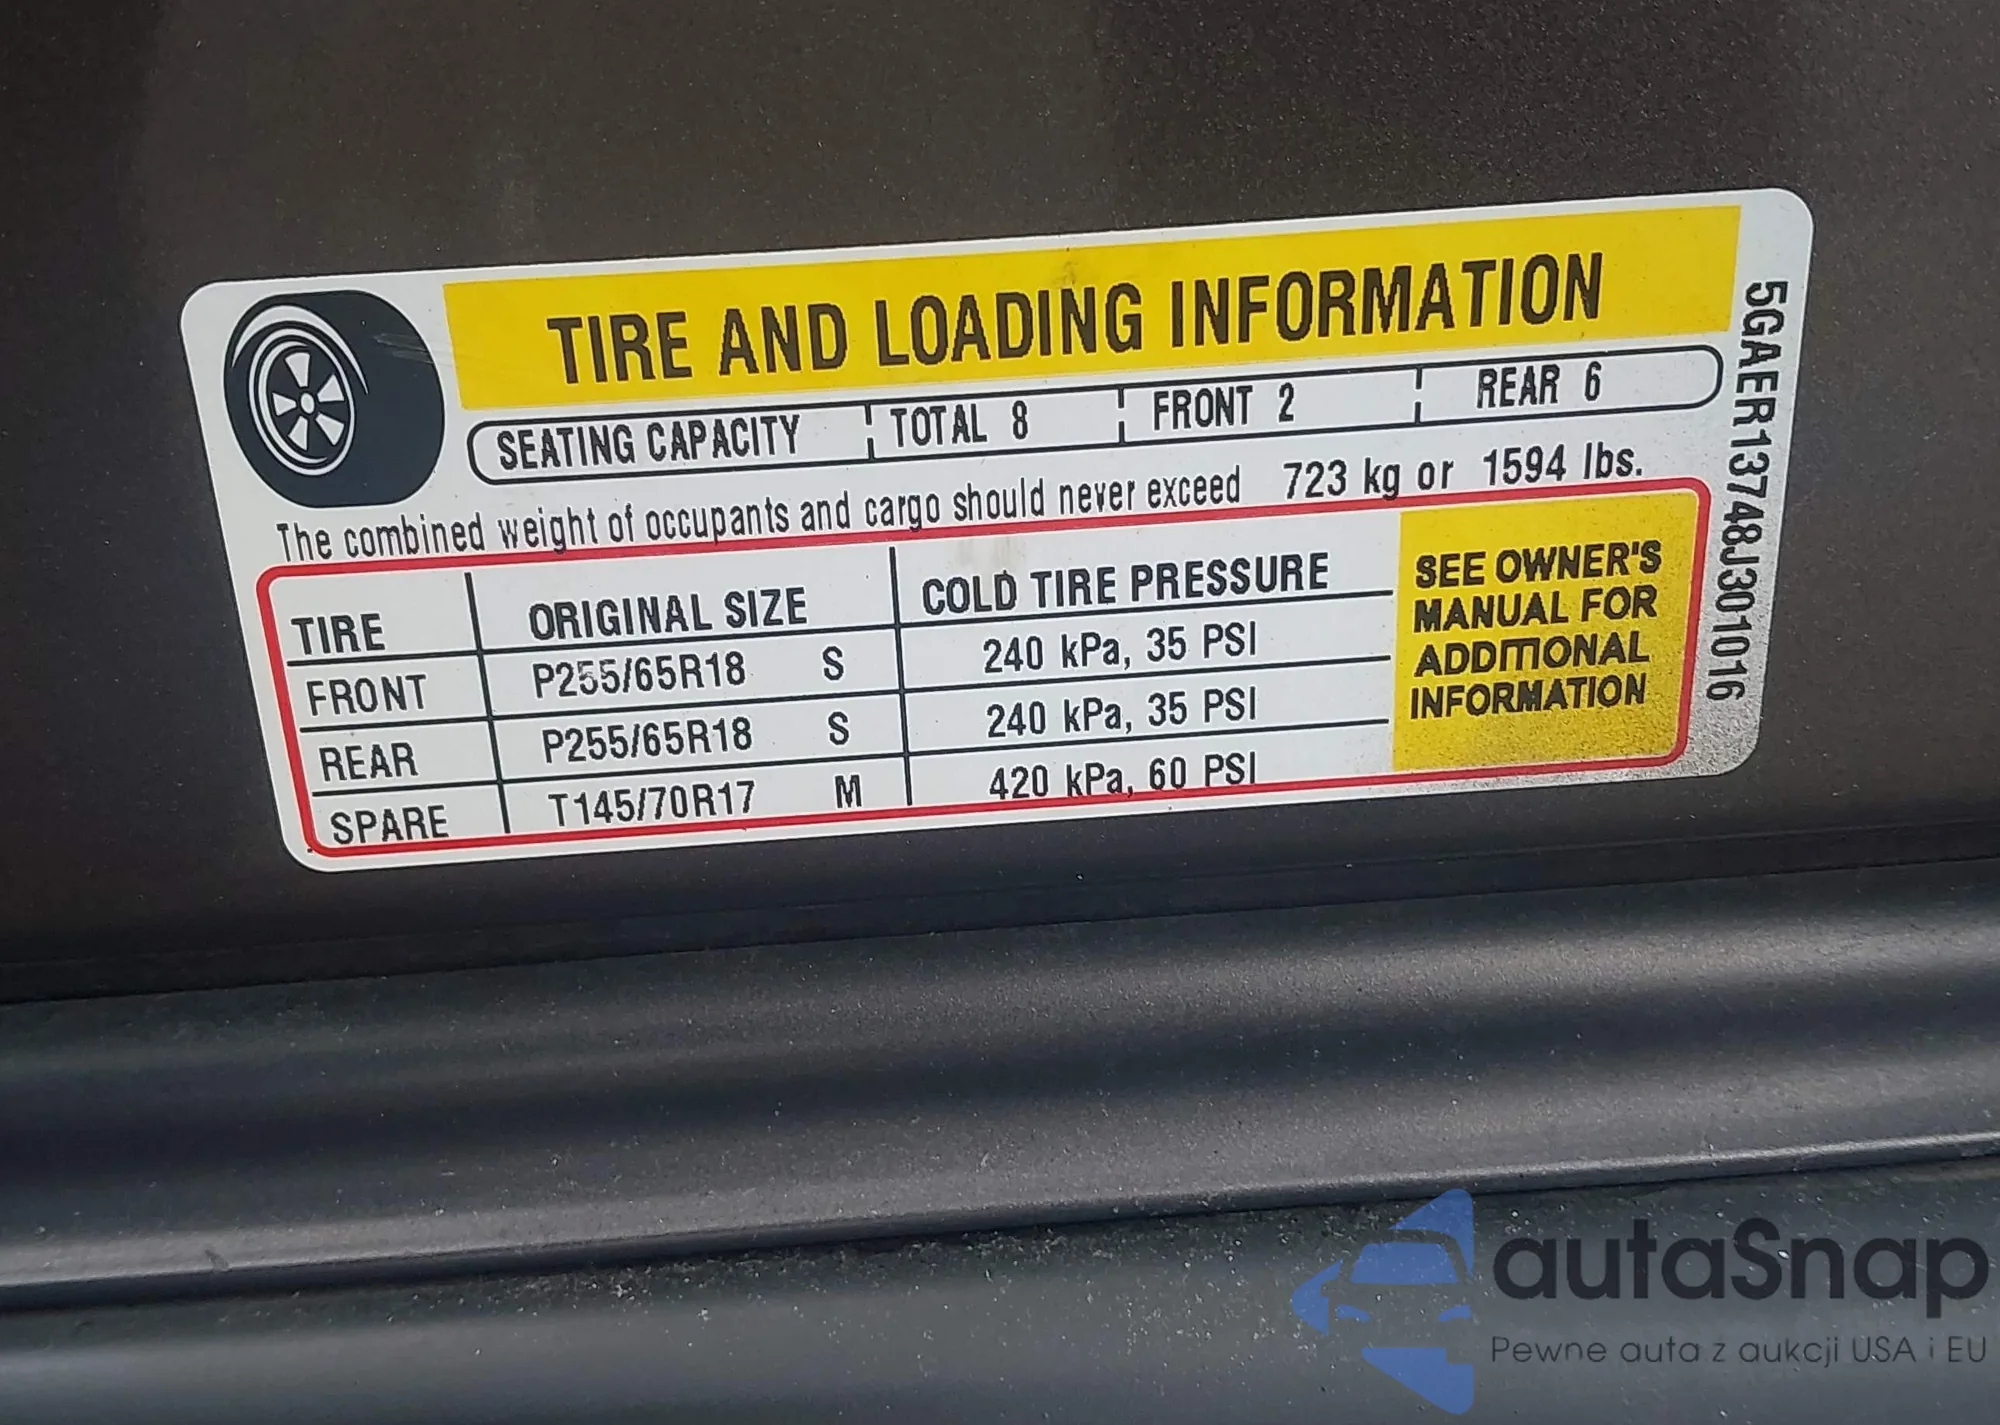 TIRE AND LOADING INFORMATION
SEATING CAPACITY TOTAL 8 FRONT 2 REAR 6
The combined weight of occupants and cargo should never exceed 723 kg or 1594 lbs.
TIRE ORIGINAL SIZE COLD TIRE PRESSURE
FRONT P255/65R18 S 240 kPa, 35 PSI
REAR P255/65R18 S 240 kPa, 35 PSI
SPARE T145/70R17 M 420 kPa, 60 PSI
SEE OWNER'S
MANUAL FOR
ADDITIONAL
INFORMATION
5GAER13748J301016
autaSnap
Pewne auta z aukcji USA i EU